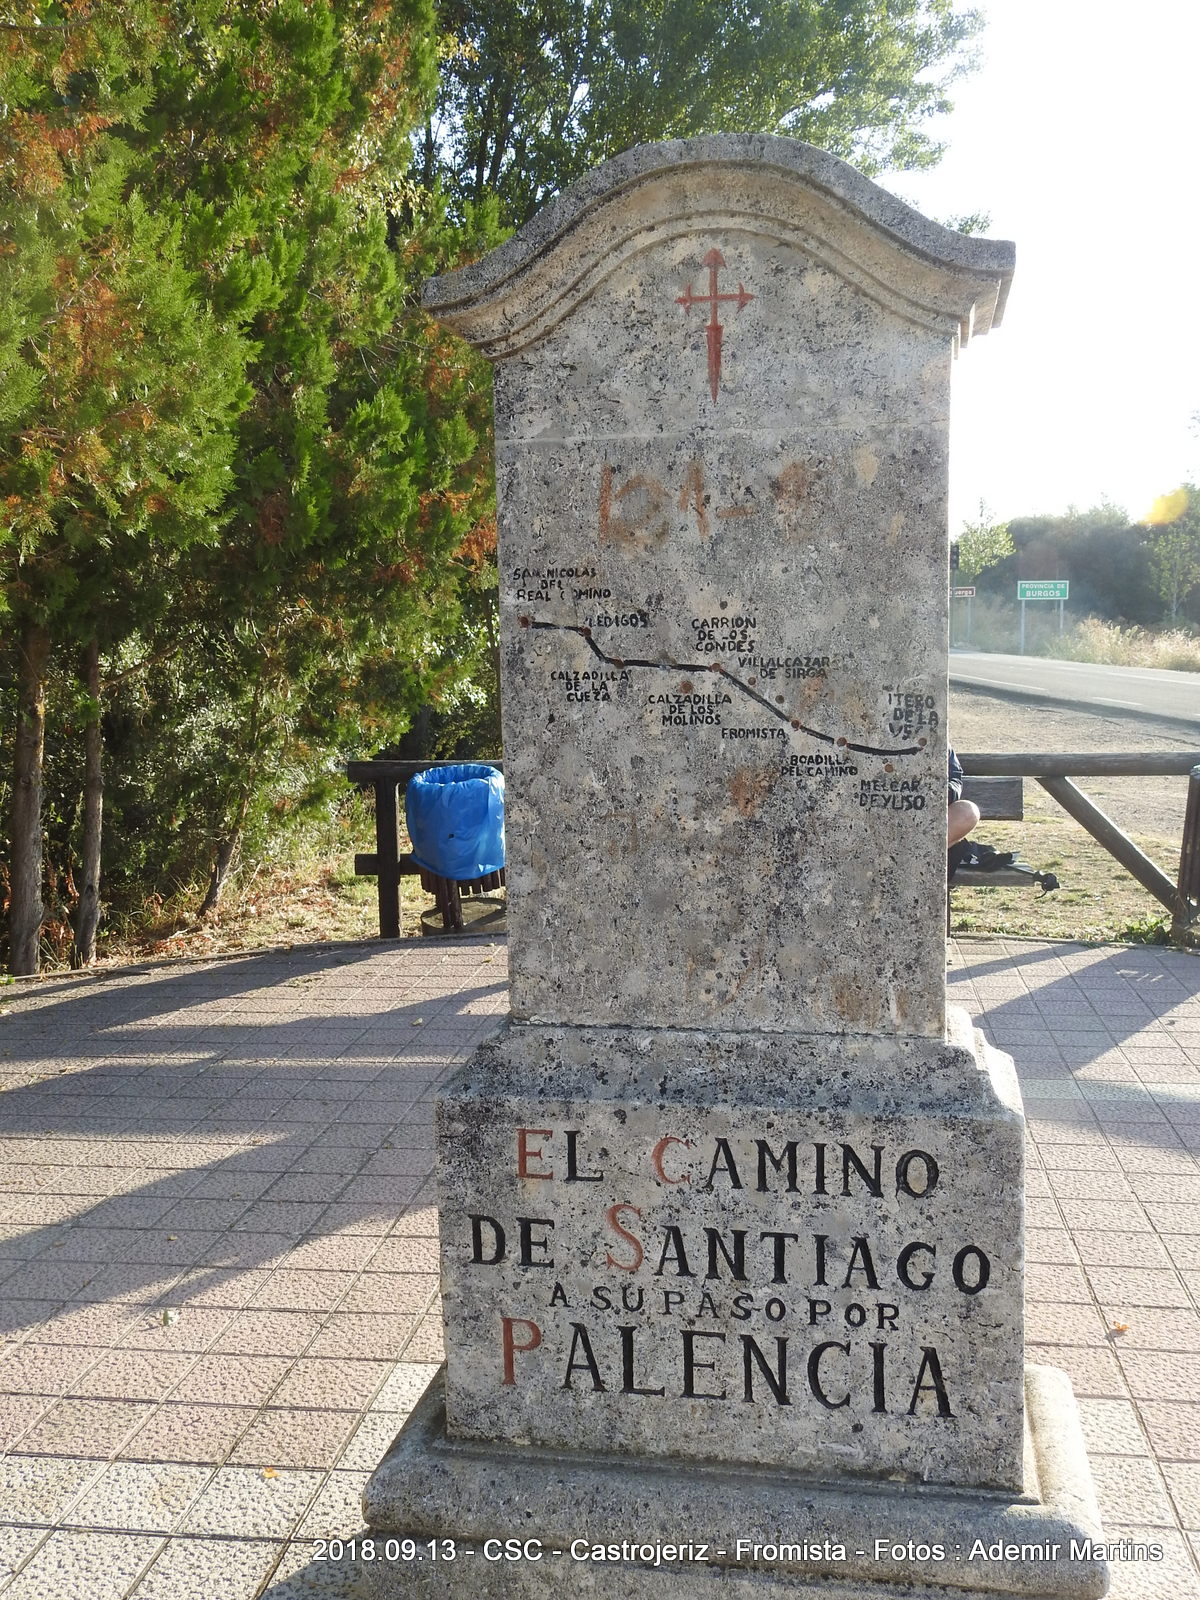 SAN NICOLAS
DEL
REAL CAMINO
LEDIGOS
CARRION
DE LOS
CONDES
VILLALCAZAR
DE SIRGA
CALZADILLA
DE LA
CUEZA
CALZADILLA
DE LOS
MOLINOS
FROMISTA
ITERO
DE LA
BOADILLA
DEL CAMINO
MELGAR
DE YUSO
PROVINCIA DE
BURGOS
EL CAMINO
DE SANTIAGO
A SU PASO POR
PALENCIA
2018.09.13 - CSC - Castrojeriz - Fromista - Fotos : Ademir Martins